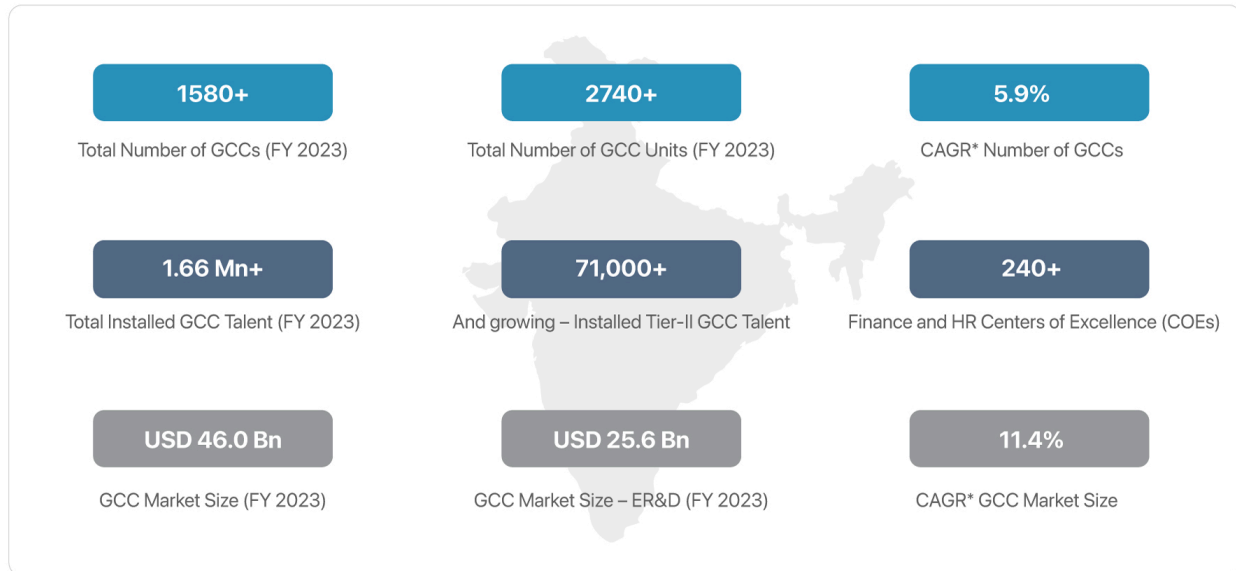 1580+
Total Number of GCCs (FY 2023)
2740+
Total Number of GCC Units (FY 2023)
5.9%
CAGR* Number of GCCs
1.66 Mn+
Total Installed GCC Talent (FY 2023)
71,000+
And growing – Installed Tier-II GCC Talent
240+
Finance and HR Centers of Excellence (COEs)
USD 46.0 Bn
GCC Market Size (FY 2023)
USD 25.6 Bn
GCC Market Size – ER&D (FY 2023)
11.4%
CAGR* GCC Market Size